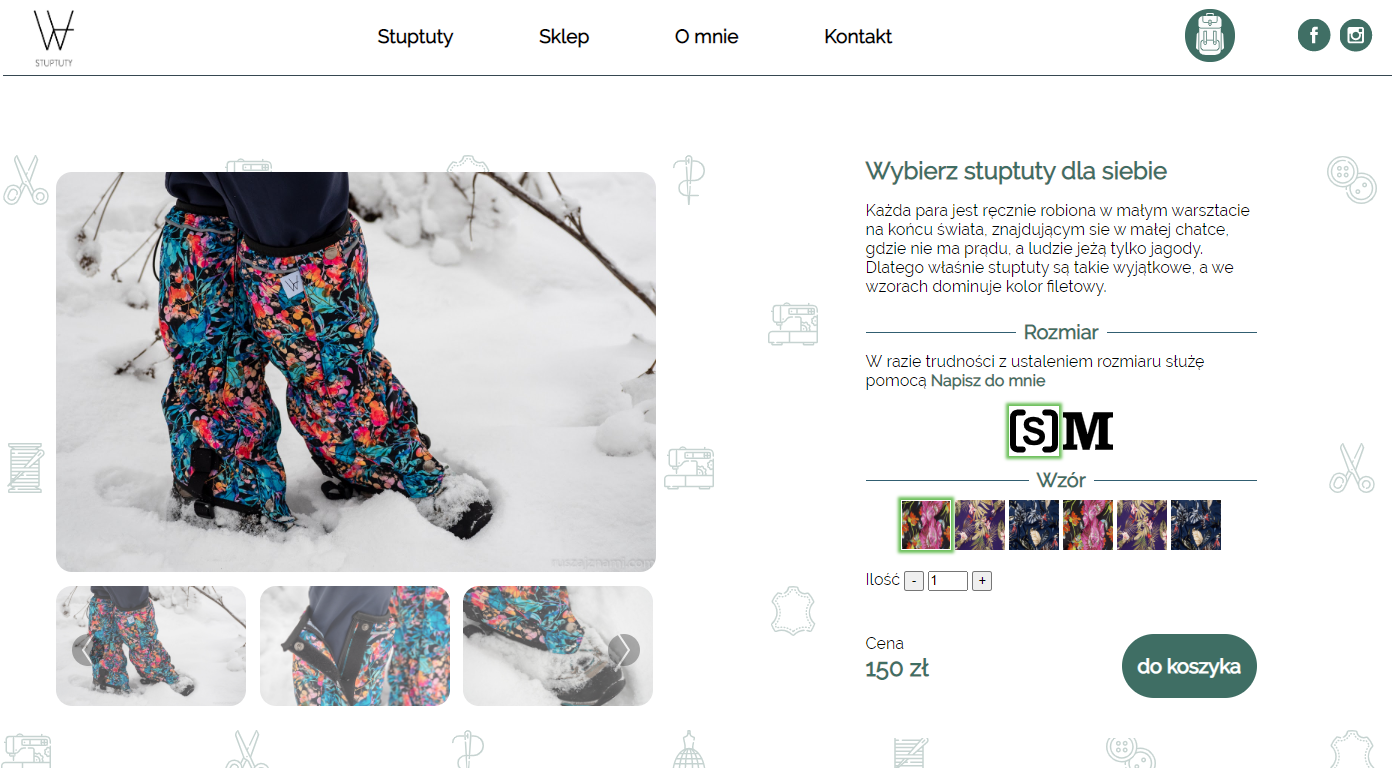 STUPTUTY
Stuptuty
Sklep
O mnie
Kontakt
Wybierz stuptuty dla siebie
Każda para jest ręcznie robiona w małym warsztacie
na końcu świata, znajdującym sie w małej chatce,
gdzie nie ma prądu, a ludzie jeżą tylko jagody.
Dlatego właśnie stuptuty są takie wyjątkowe, a we
wzorach dominuje kolor filetowy.
Rozmiar
W razie trudności z ustaleniem rozmiaru służę
pomocą Napisz do mnie
[S] M
Wzór
Ilość - 1 +
Cena
150 zł
do koszyka